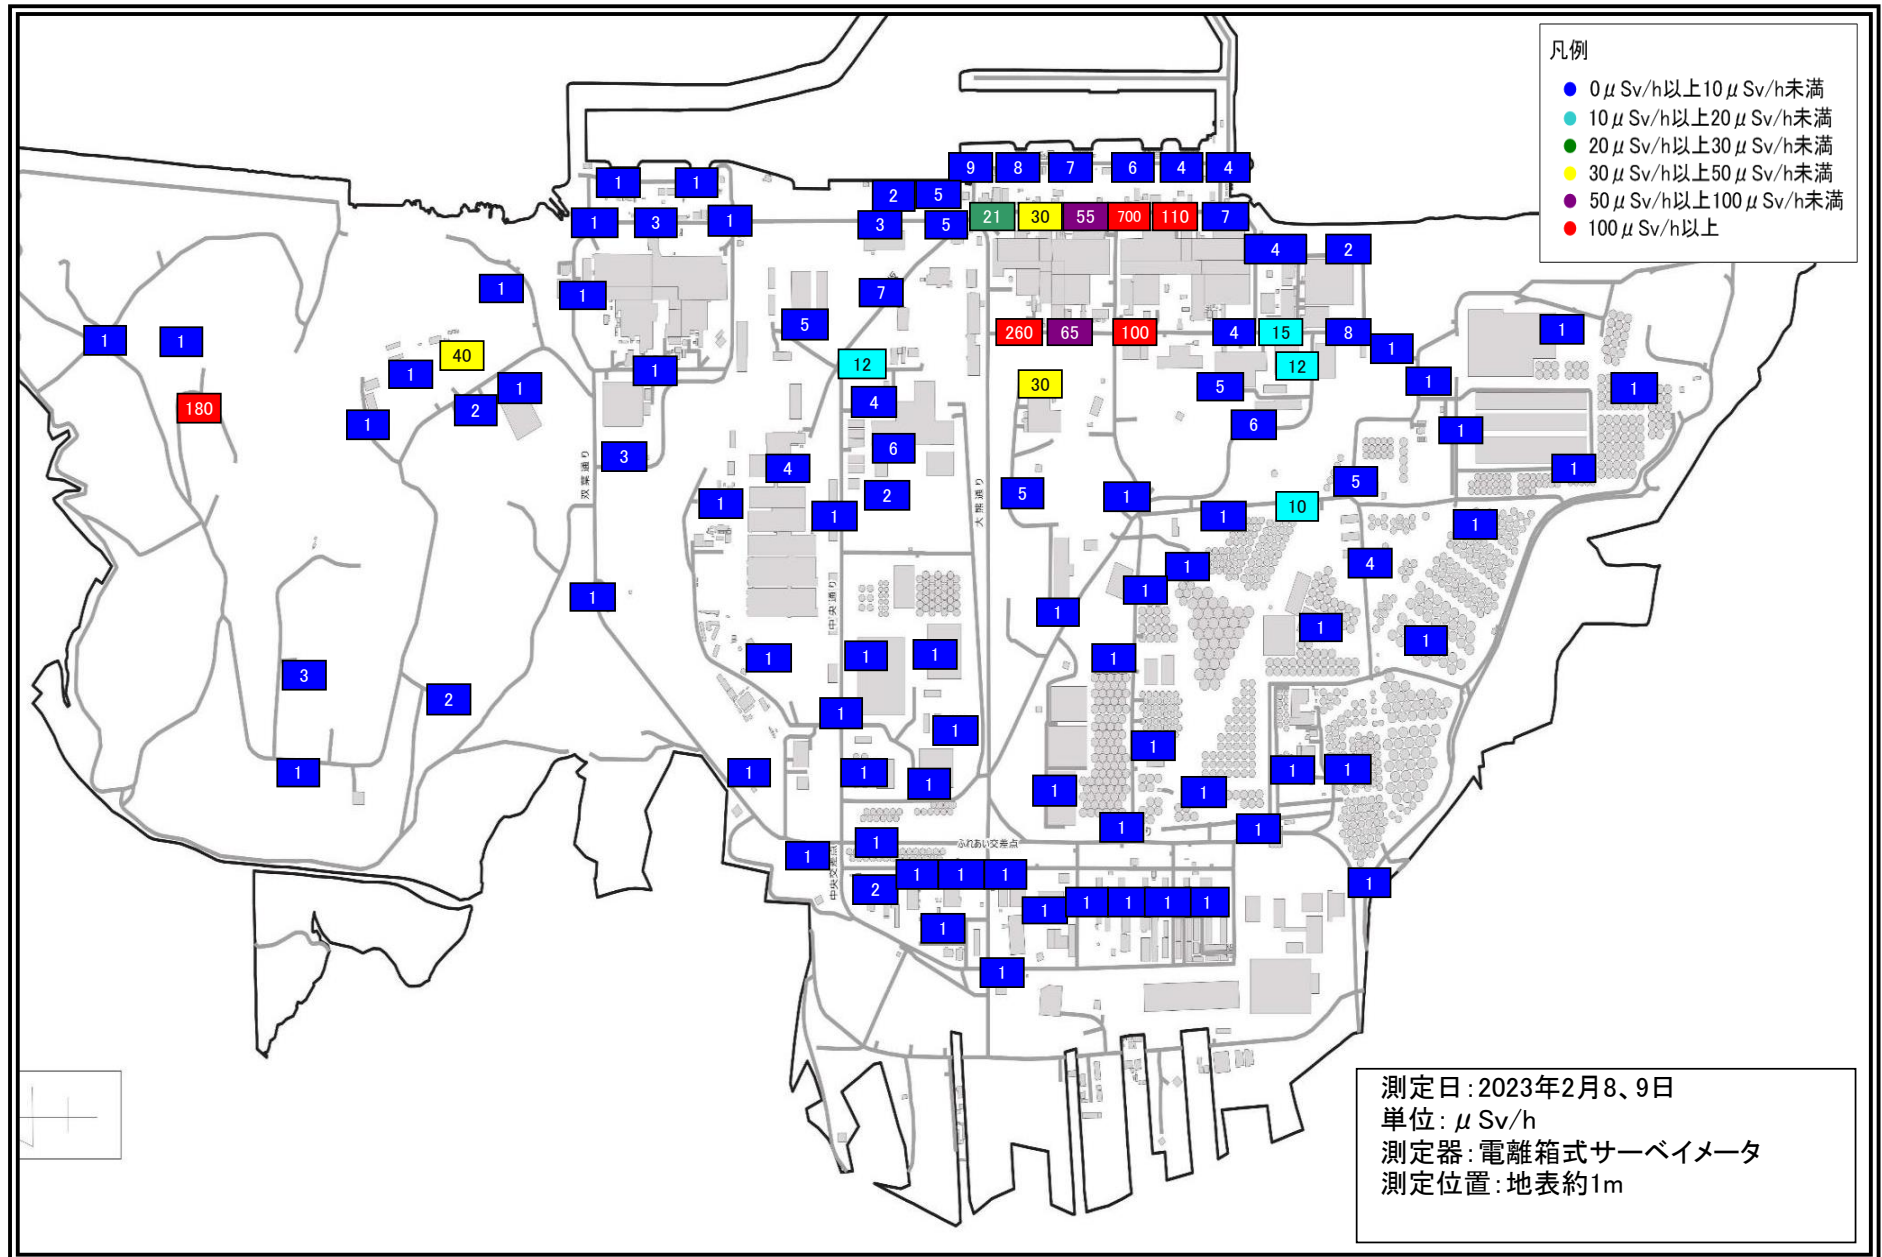 凡例
0μSv/h以上10μSv/h未満
10μSv/h以上20μSv/h未満
20μSv/h以上30μSv/h未満
30μSv/h以上50μSv/h未満
50μSv/h以上100μSv/h未満
100μSv/h以上
9 8 7 6 4 4
1 1 2 5
1 3 1 3 5 21 30 55 700 110 7
4 2
1 1 7
5 260 65 100 4 15 8 1
1 1 1
40 12 12
1 1 1 30 5 1 1
180 2 4
1 6 1
双葉通り 3 4 6 1
1 2 5 1 5
大熊通り
1 1 10 1
1 4
1 1
中央通り
1 1
1 1
1 1 1 1
3
2
1 1
1
1 1 1 1 1 1
1 1 1
1 1
1 ふれあい交差点
1 中央交差点
1 1 1 1
2 1 1 1 1
1
1
1
測定日:2023年2月8、9日
単位:μSv/h
測定器:電離箱式サーベイメータ
測定位置:地表約1m